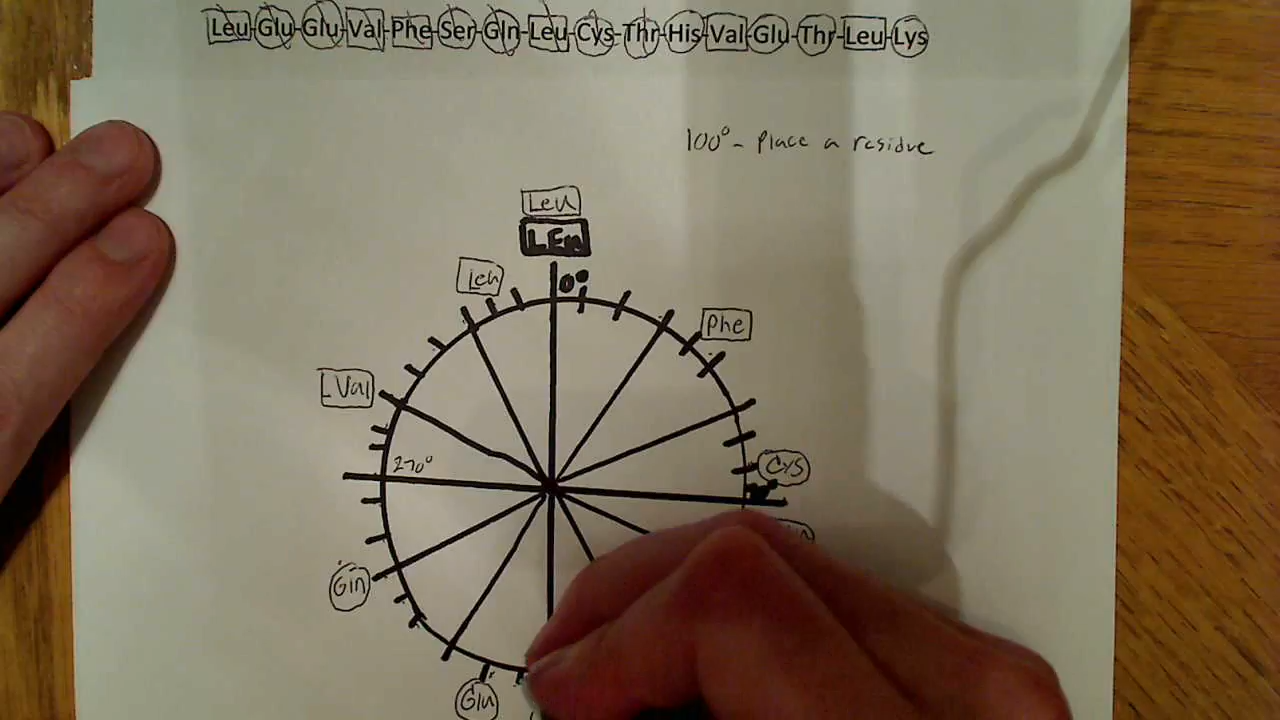 Leu-Glu-Glu-Val-Phe-Ser-Gln-Leu-Cys-Thr-His-Val-Glu-Thr-Leu-Lys
100° - Place a residue
Leu
LEu
Leu
0°
Phe
LVal
270°
Cys
Gln
Glu